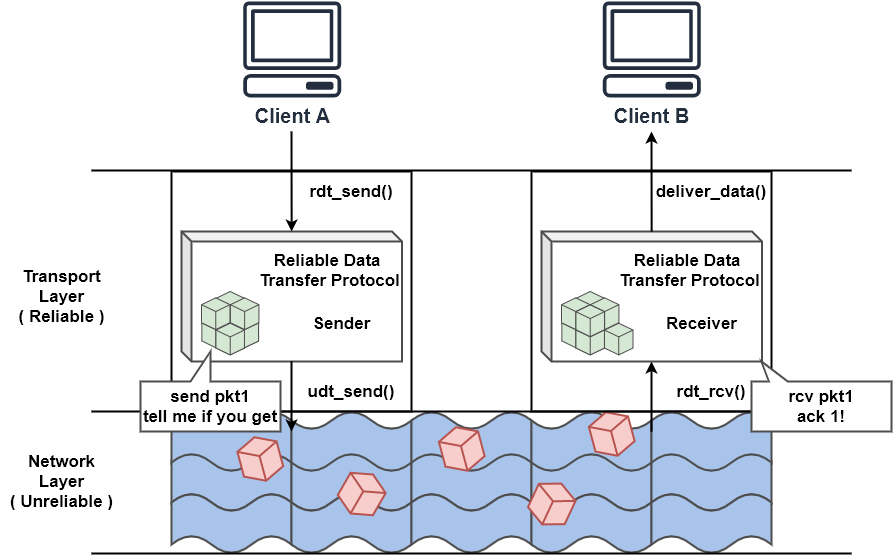 Client A
Client B
rdt_send()
deliver_data()
Transport
Layer
( Reliable )
Reliable Data
Transfer Protocol
Sender
Reliable Data
Transfer Protocol
Receiver
send pkt1
tell me if you get
udt_send()
rdt_rcv()
rcv pkt1
ack 1!
Network
Layer
( Unreliable )